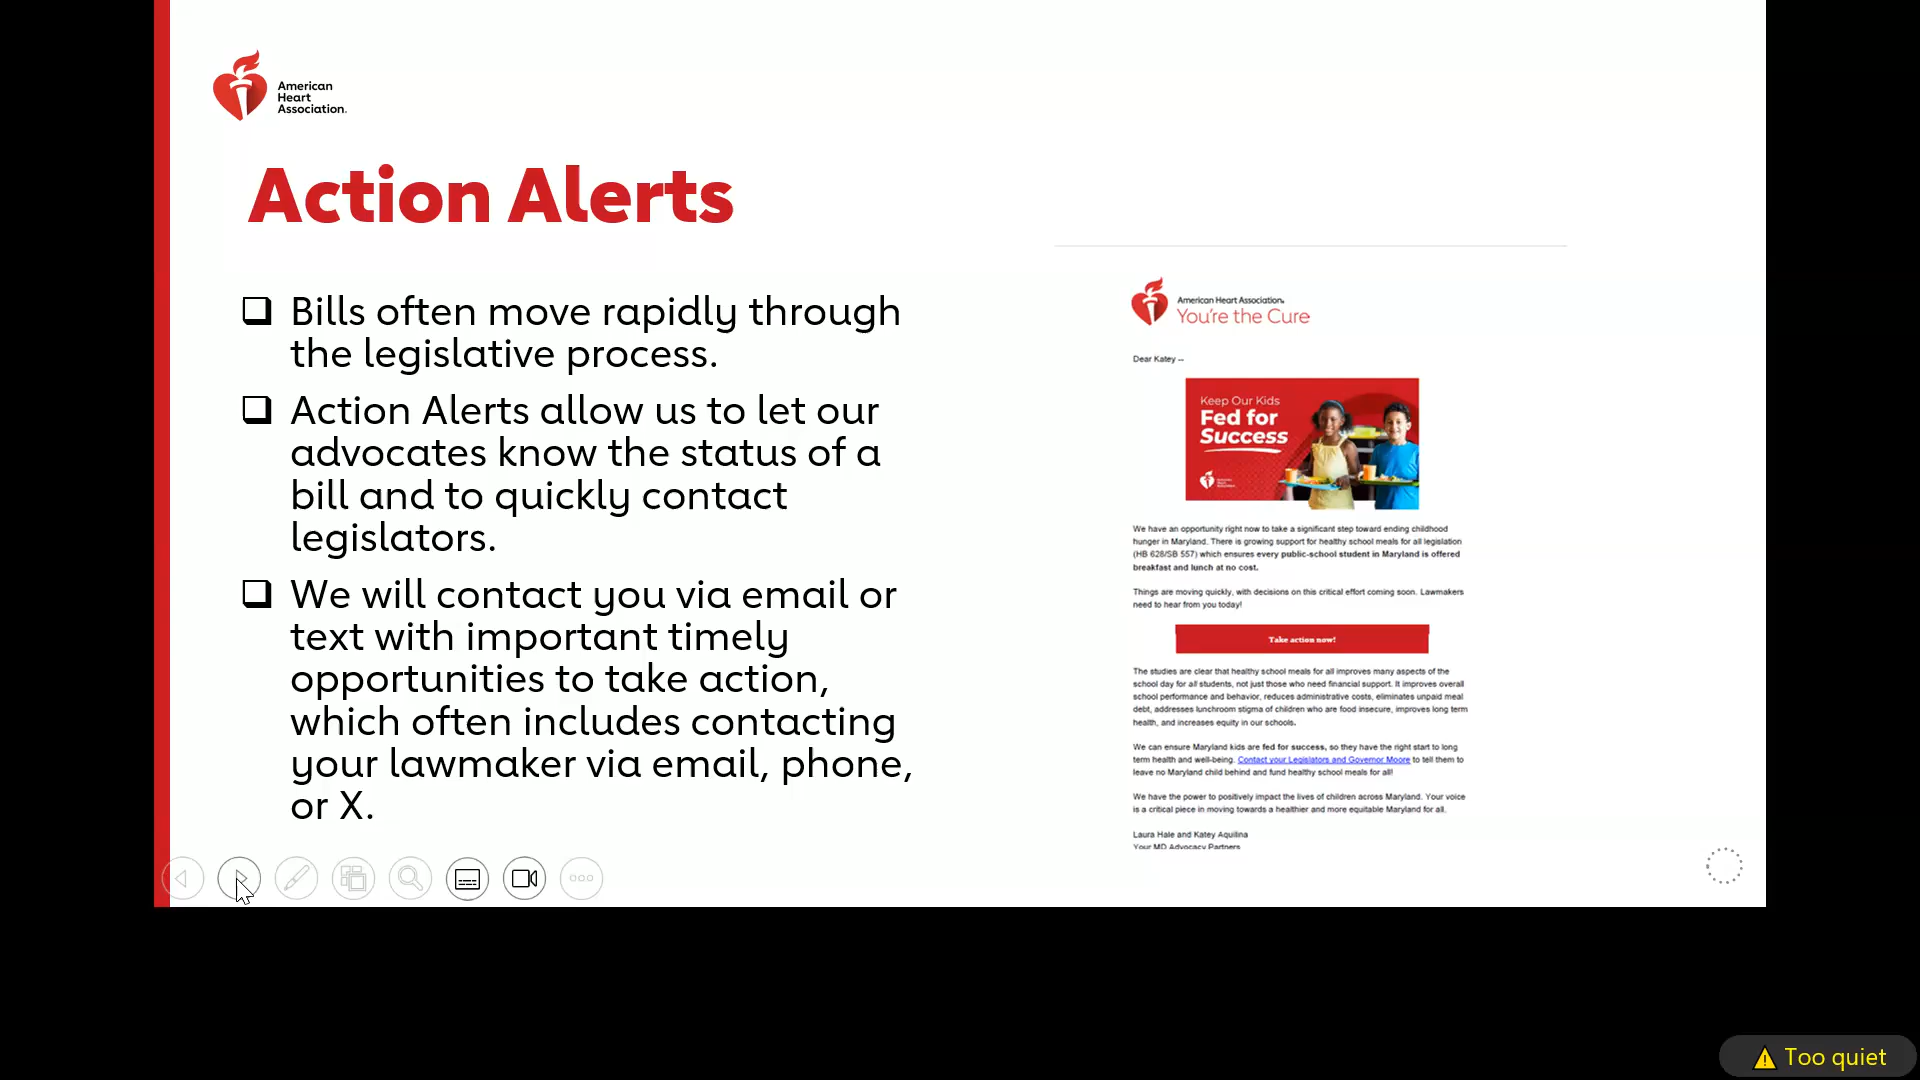 American
Heart
Association.
Action Alerts
Bills often move rapidly through
the legislative process.
Action Alerts allow us to let our
advocates know the status of a
bill and to quickly contact
legislators.
We will contact you via email or
text with important timely
opportunities to take action,
which often includes contacting
your lawmaker via email, phone,
or X.
American Heart Association.
You're the Cure
Dear Katey --
Keep Our Kids
Fed for
Success
We have an opportunity right now to take a significant step toward ending childhood
hunger in Maryland. There is growing support for healthy school meals for all legislation
(HB 628/SB 557) which ensures every public-school student in Maryland is offered
breakfast and lunch at no cost.
Things are moving quickly, with decisions on this critical effort coming soon. Lawmakers
need to hear from you today!
Take action now!
The studies are clear that healthy school meals for all improves many aspects of the
school day for all students, not just those who need financial support. It improves overall
school performance and behavior, reduces administrative costs, eliminates unpaid meal
debt, addresses lunchroom stigma of children who are food insecure, improves long term
health, and increases equity in our schools.
We can ensure Maryland kids are fed for success, so they have the right start to long
term health and well-being. Contact your Legislators and Governor Moore to tell them to
leave no Maryland child behind and fund healthy school meals for all!
We have the power to positively impact the lives of children across Maryland. Your voice
is a critical piece in moving towards a healthier and more equitable Maryland for all.
Laura Hale and Katey Aquilina
Your MD Advocacy Partners
Too quiet